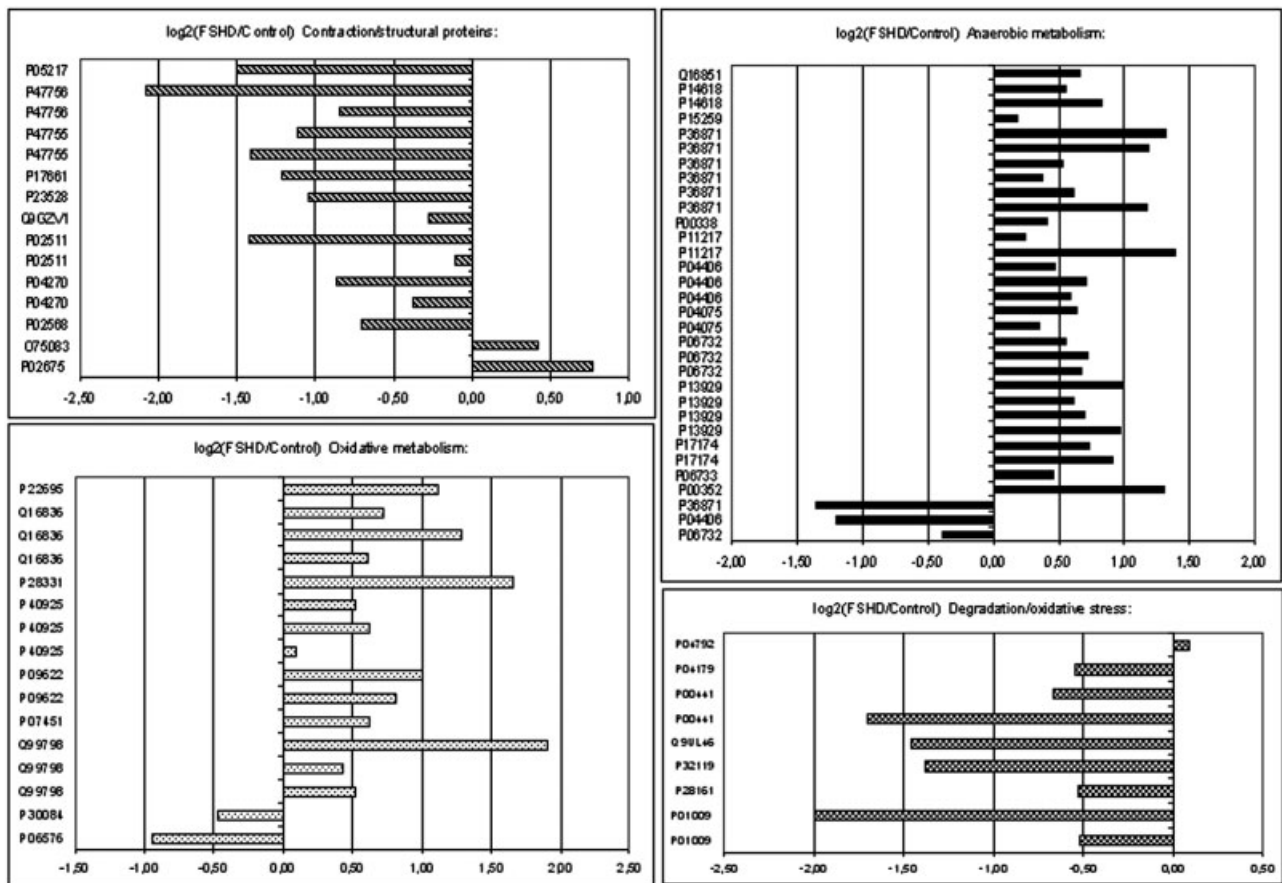 log2(FSHD/Control) Contraction/structural proteins:
P05217
P47756
P47756
P47755
P47755
P17661
P23528
Q9GZV1
P02511
P02511
P04270
P04270
P02568
O75083
P02675
-2,50 -2,00 -1,50 -1,00 -0,50 0,00 0,50 1,00
log2(FSHD/Control) Oxidative metabolism:
P22695
Q16836
Q16836
Q16836
P28331
P40925
P40925
P40925
P09622
P09622
P07451
Q99798
Q99798
Q99798
P30084
P06576
-1,50 -1,00 -0,50 0,00 0,50 1,00 1,50 2,00 2,50
log2(FSHD/Control) Anaerobic metabolism:
Q16851
P14618
P14618
P15259
P36871
P36871
P36871
P36871
P36871
P36871
P00338
P11217
P11217
P04406
P04406
P04406
P04075
P04075
P06732
P06732
P06732
P13929
P13929
P13929
P13929
P17174
P17174
P06733
P00352
P36871
P04406
P06732
-2,00 -1,50 -1,00 -0,50 0,00 0,50 1,00 1,50 2,00
log2(FSHD/Control) Degradation/oxidative stress:
P04792
P04179
P00441
P00441
Q9UL46
P32119
P28161
P01009
P01009
-2,50 -2,00 -1,50 -1,00 -0,50 0,00 0,50